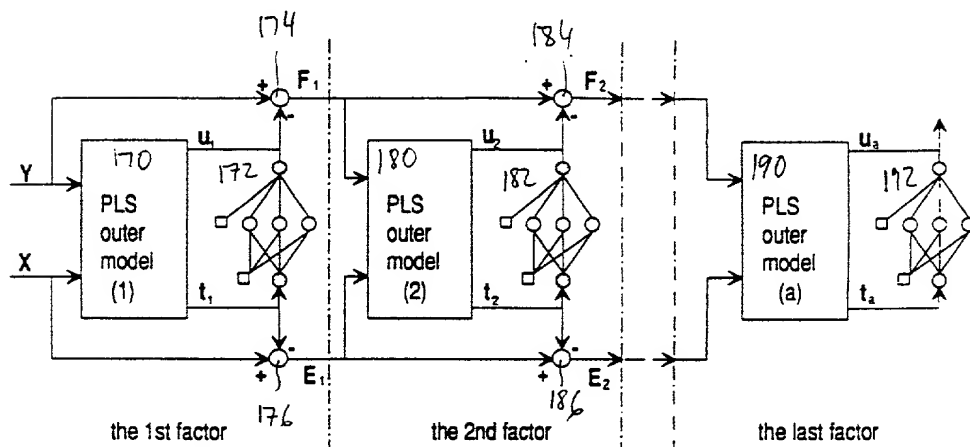 174
184
+
F₁
+
F₂
-
-
u₁
u₂
uₐ
170
172
180
182
190
192
Y
PLS
outer
model
(1)
PLS
outer
model
(2)
PLS
outer
model
(a)
X
t₁
t₂
tₐ
-
-
+
E₁
+
E₂
176
186
the 1st factor
the 2nd factor
the last factor